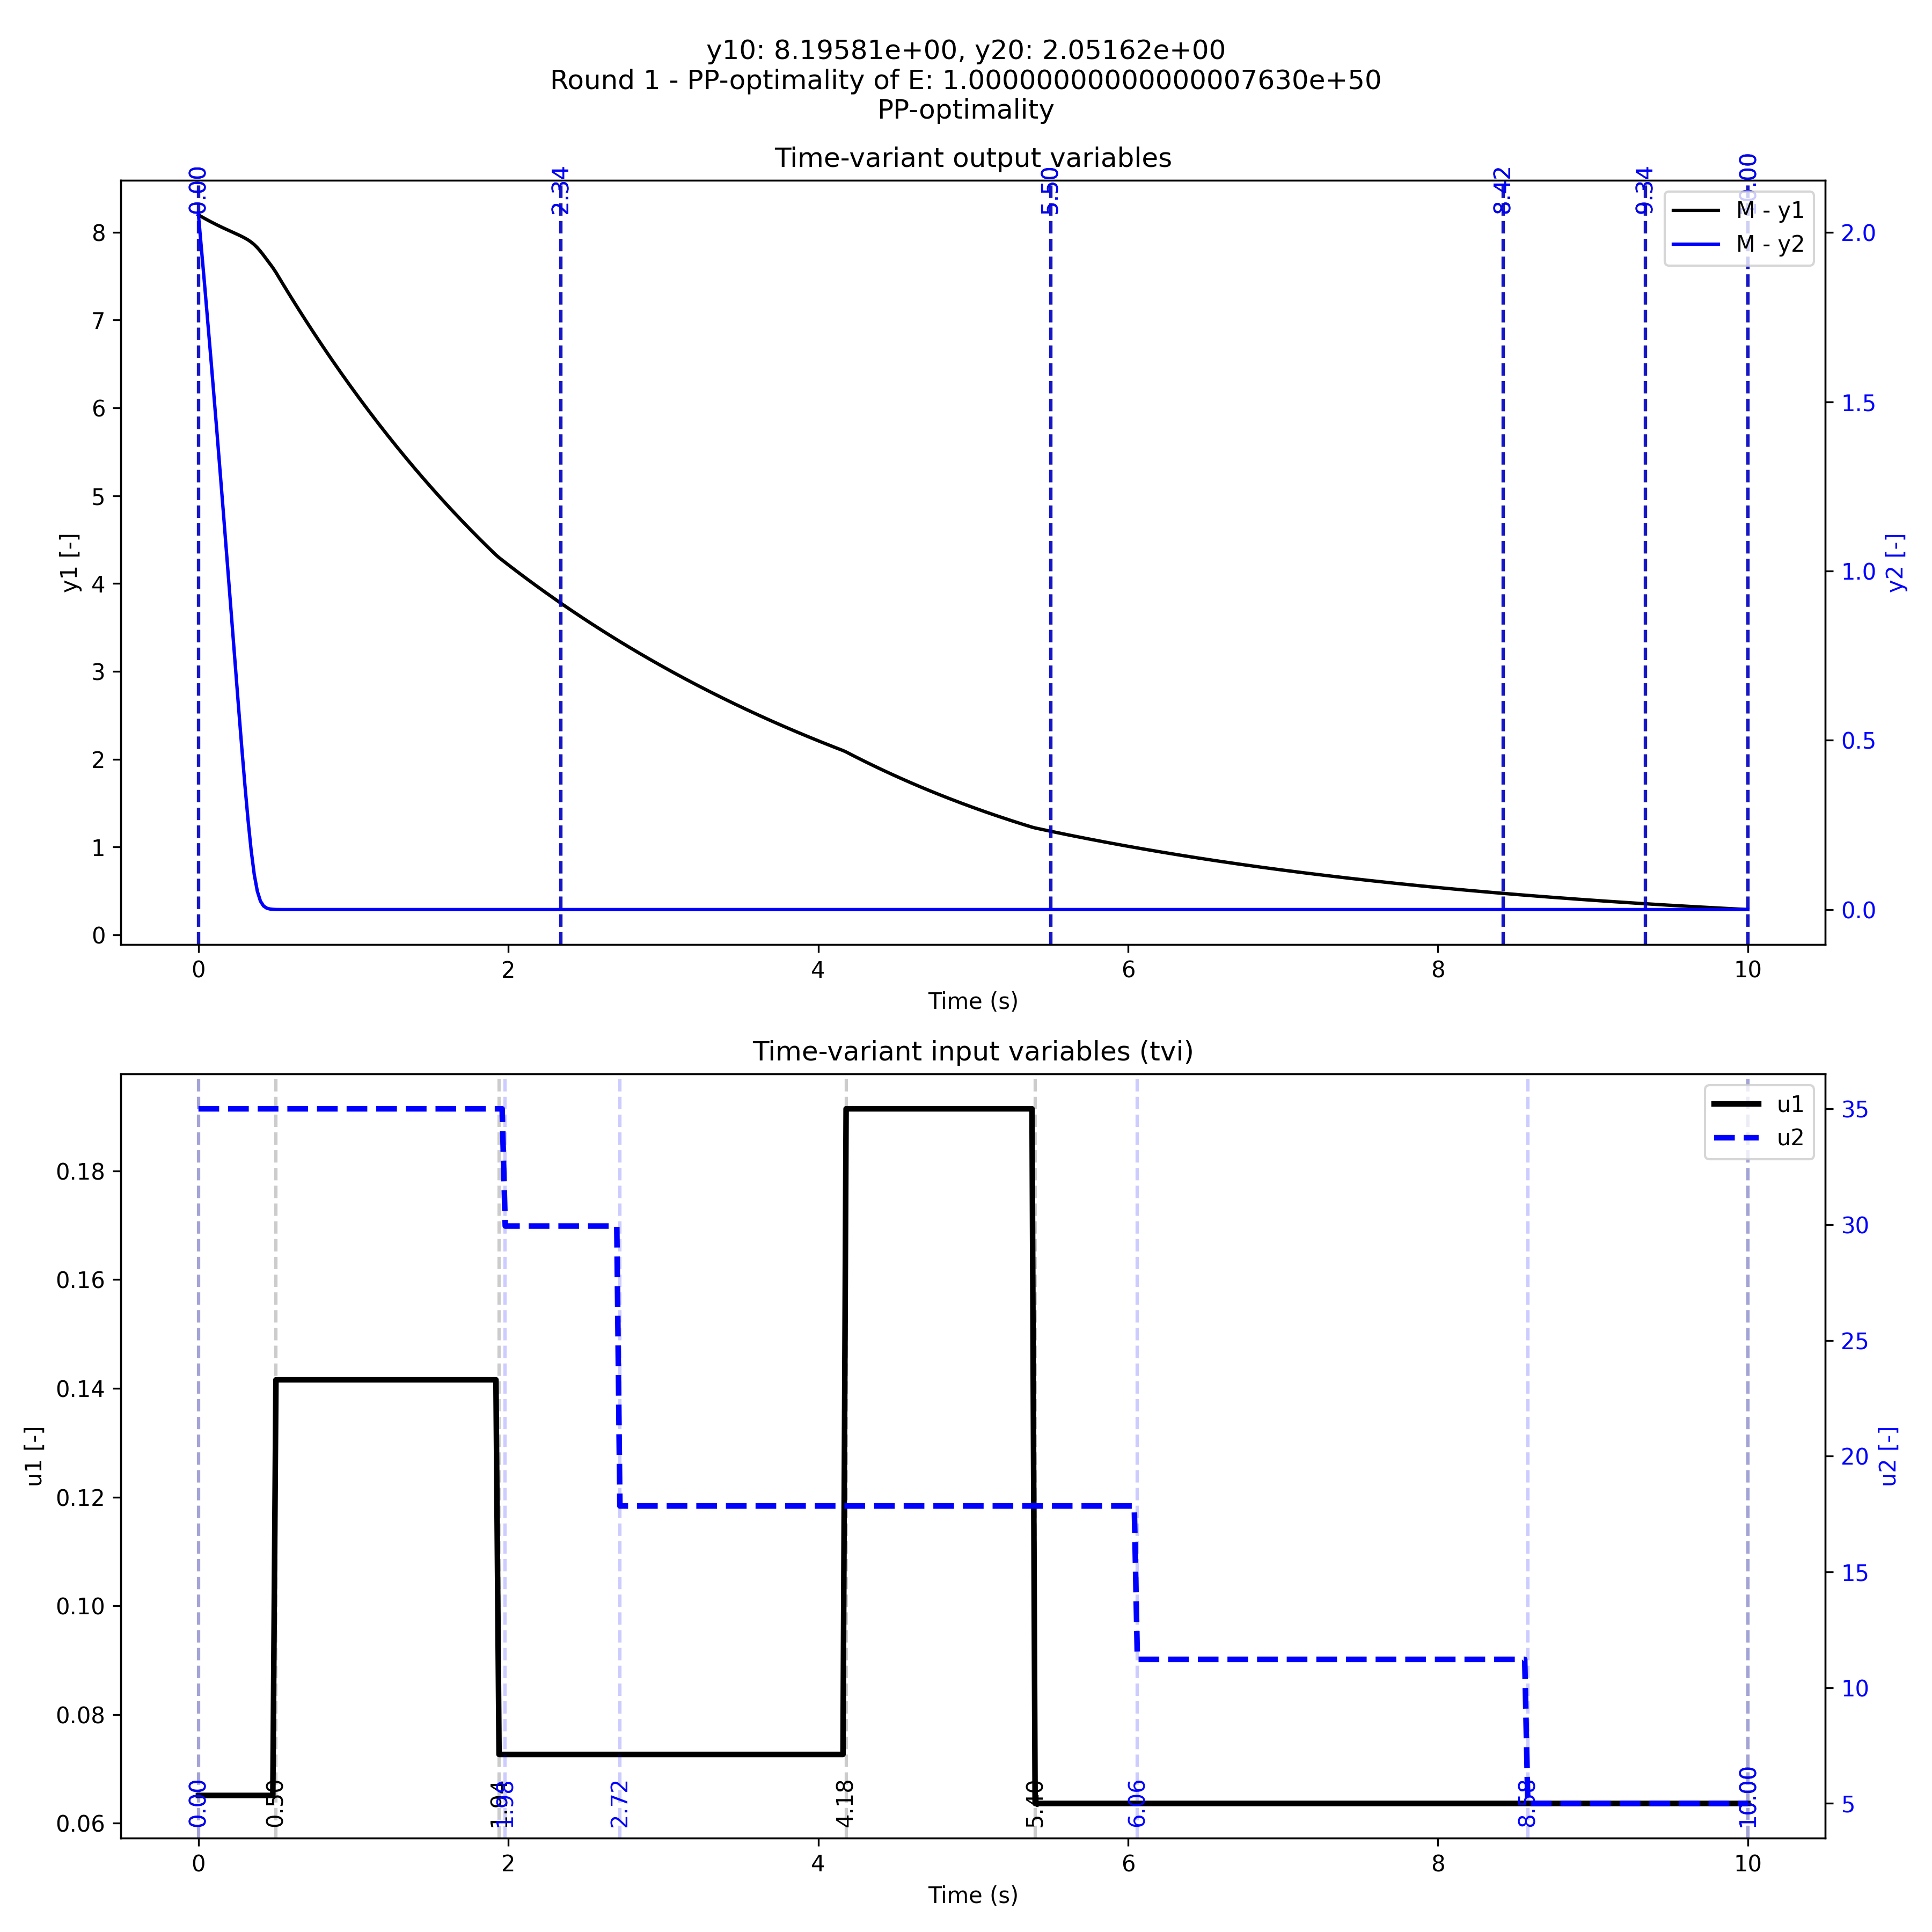 y10: 8.19581e+00, y20: 2.05162e+00
Round 1 - PP-optimality of E: 1.00000000000000007630e+50
PP-optimality
Time-variant output variables
0.00
2.34
5.50
8.42
9.34
10.00
M - y1
M - y2
8
7
6
5
4
3
2
1
0
y1 [-]
2.0
1.5
1.0
0.5
0.0
y2 [-]
0 2 4 6 8 10
Time (s)
Time-variant input variables (tvi)
u1
u2
0.18
0.16
0.14
0.12
0.10
0.08
0.06
u1 [-]
35
30
25
20
15
10
5
u2 [-]
0.00
0.50
1.94
1.98
2.72
4.18
5.40
6.06
8.58
10.00
0 2 4 6 8 10
Time (s)